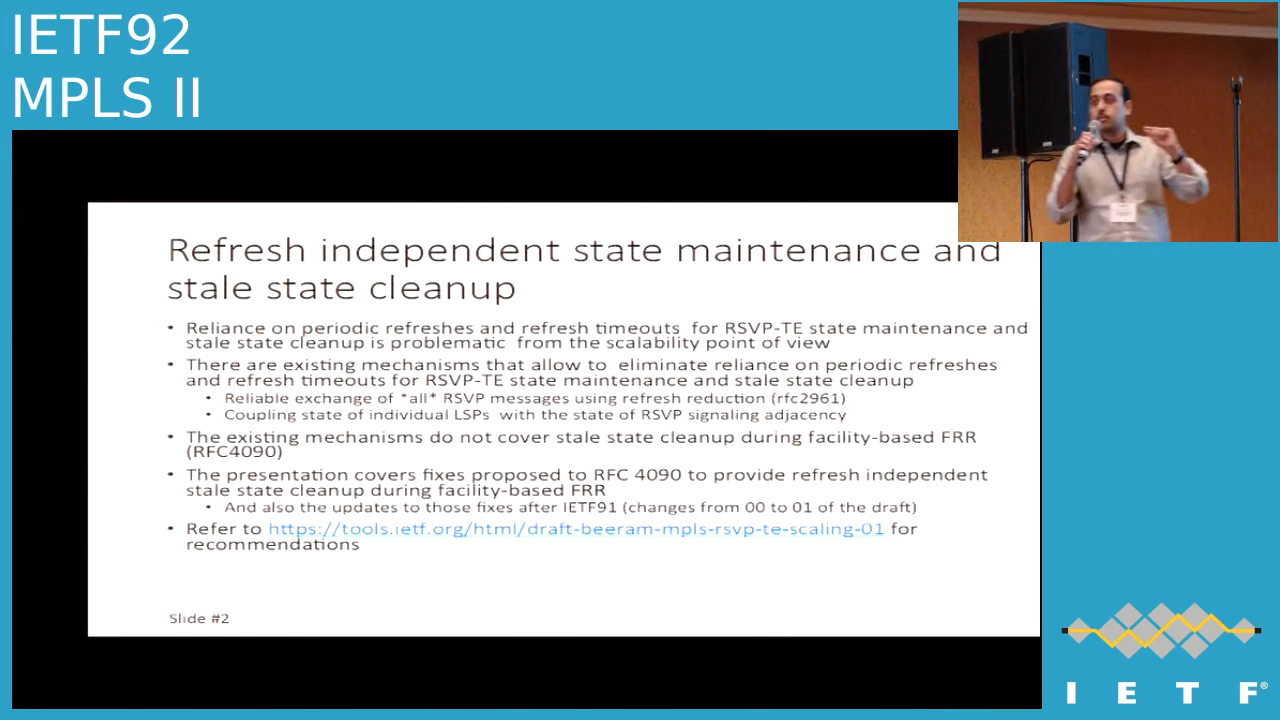 IETF92
MPLS II
Refresh independent state maintenance and
stale state cleanup
• Reliance on periodic refreshes and refresh timeouts for RSVP-TE state maintenance and
stale state cleanup is problematic from the scalability point of view
• There are existing mechanisms that allow to eliminate reliance on periodic refreshes
and refresh timeouts for RSVP-TE state maintenance and stale state cleanup
• Reliable exchange of *all* RSVP messages using refresh reduction (rfc2961)
• Coupling state of individual LSPs with the state of RSVP signaling adjacency
• The existing mechanisms do not cover stale state cleanup during facility-based FRR
(RFC4090)
• The presentation covers fixes proposed to RFC 4090 to provide refresh independent
stale state cleanup during facility-based FRR
• And also the updates to those fixes after IETF91 (changes from 00 to 01 of the draft)
• Refer to https://tools.ietf.org/html/draft-beeram-mpls-rsvp-te-scaling-01 for
recommendations
Slide #2
I E T F®